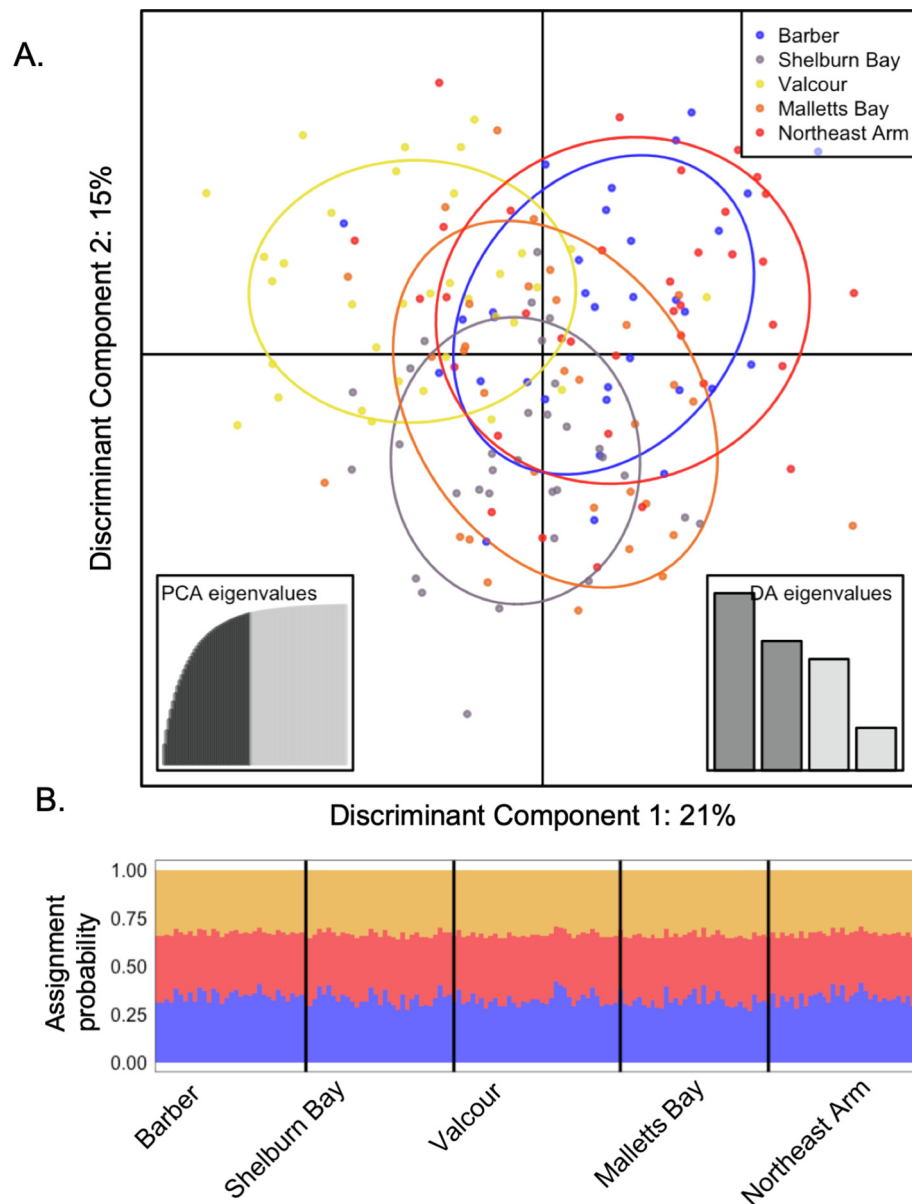 A.
Barber
Shelburn Bay
Valcour
Malletts Bay
Northeast Arm
Discriminant Component 2: 15%
PCA eigenvalues
DA eigenvalues
Discriminant Component 1: 21%
B.
Assignment
probability
1.00
0.75
0.50
0.25
0.00
Barber
Shelburn Bay
Valcour
Malletts Bay
Northeast Arm